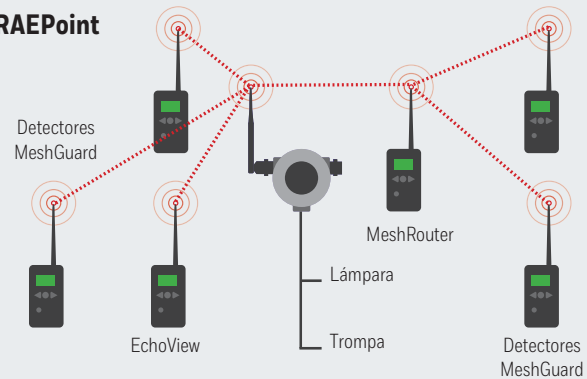 RAEPoint
Detectores
MeshGuard
MeshRouter
Lámpara
EchoView
Trompa
Detectores
MeshGuard